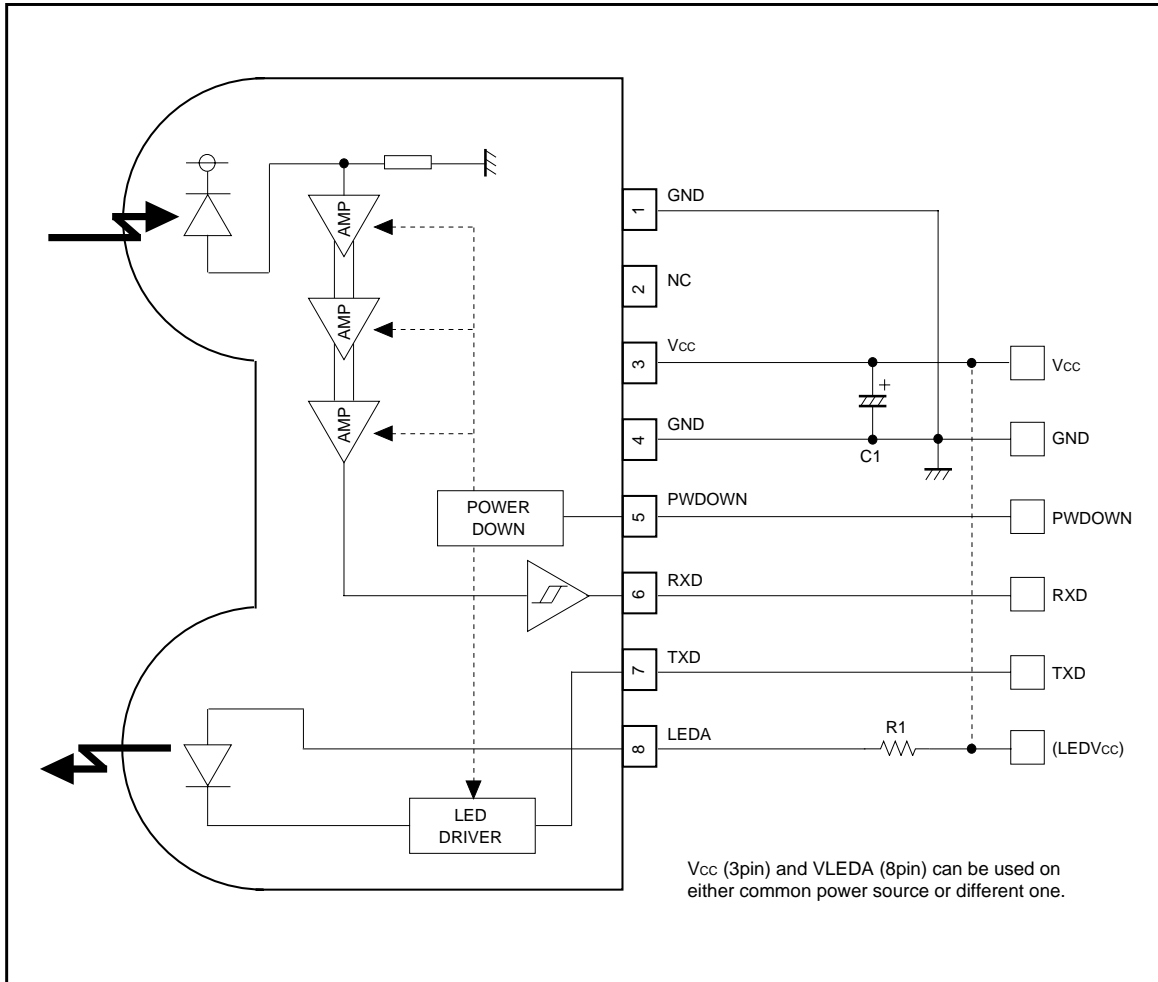 AMP
AMP
AMP
POWER
DOWN
LED
DRIVER
1
GND
2
NC
3
Vcc
4
GND
5
PWDOWN
6
RXD
7
TXD
8
LEDA
+
C1
R1
Vcc
GND
PWDOWN
RXD
TXD
(LEDVcc)
Vcc (3pin) and VLEDA (8pin) can be used on
either common power source or different one.